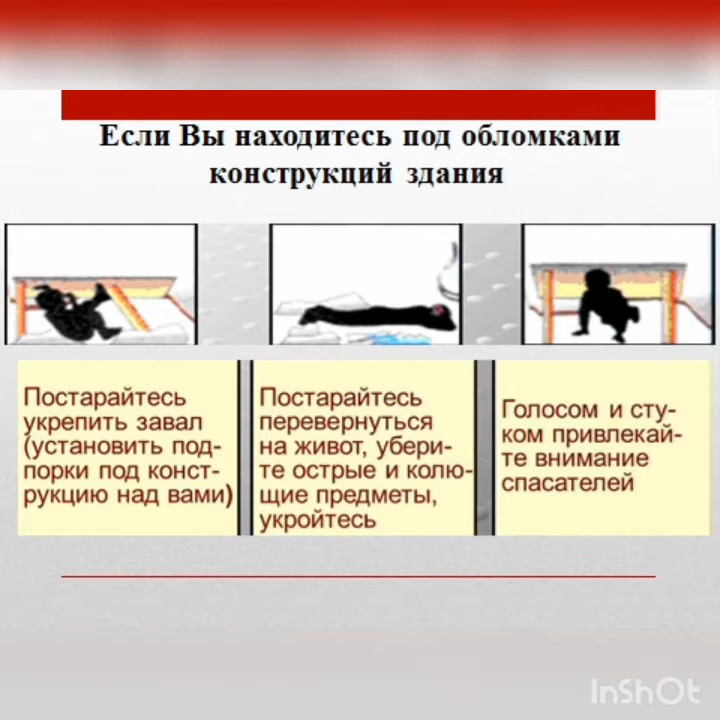 Если Вы находитесь под обломками
конструкций здания
Постарайтесь
укрепить завал
(установить под-
порки под конст-
рукцию над вами)
Постарайтесь
перевернуться
на живот, убери-
те острые и колю-
щие предметы,
укройтесь
Голосом и сту-
ком привлекай-
те внимание
спасателей
InShOt